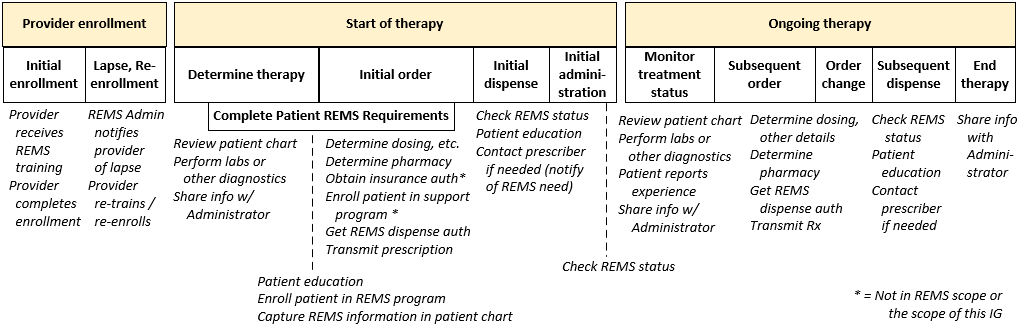 Provider enrollment
Start of therapy
Ongoing therapy
Initial
enrollment
Lapse, Re-
enrollment
Determine therapy
Initial order
Initial
dispense
Initial
admini-
stration
Monitor
treatment
status
Subsequent
order
Order
change
Subsequent
dispense
End
therapy
Complete Patient REMS Requirements
Provider
receives
REMS
training
Provider
completes
enrollment
REMS Admin
notifies
provider
of lapse
Provider
re-trains /
re-enrolls
Review patient chart
Perform labs or
other diagnostics
Share info w/
Administrator
Determine dosing, etc.
Determine pharmacy
Obtain insurance auth*
Enroll patient in support
program *
Get REMS dispense auth
Transmit prescription
Check REMS status
Patient education
Contact prescriber
if needed (notify
of REMS need)
Review patient chart
Perform labs or
other diagnostics
Patient reports
experience
Share info w/
Administrator
Determine dosing,
other details
Determine
pharmacy
Get REMS
dispense auth
Transmit Rx
Check REMS
status
Patient
education
Contact
prescriber
if needed
Share info
with
Admini-
strator
Check REMS status
Patient education
Enroll patient in REMS program
Capture REMS information in patient chart
* = Not in REMS scope or
the scope of this IG